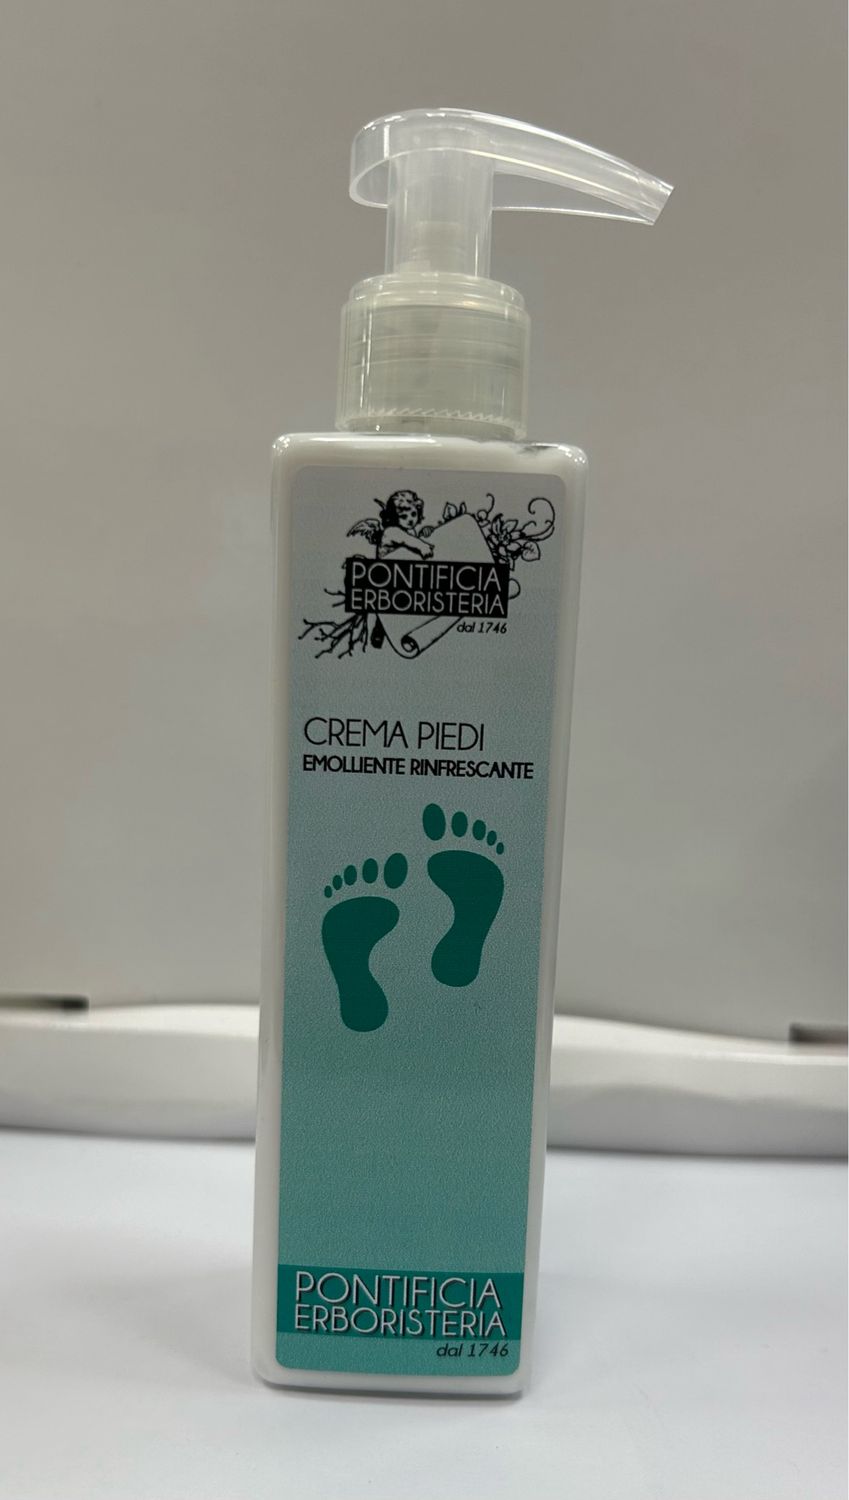 PONTIFICIA
ERBORISTERIA
dal 1746
CREMA PIEDI
EMOLLIENTE RINFRESCANTE
PONTIFICIA
ERBORISTERIA
dal 1746